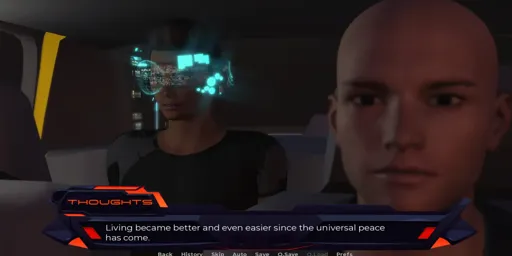 THOUGHTS
Living became better and even easier since the universal peace
has come.
Back History Skip Auto Save Q.Save Q.Load Prefs